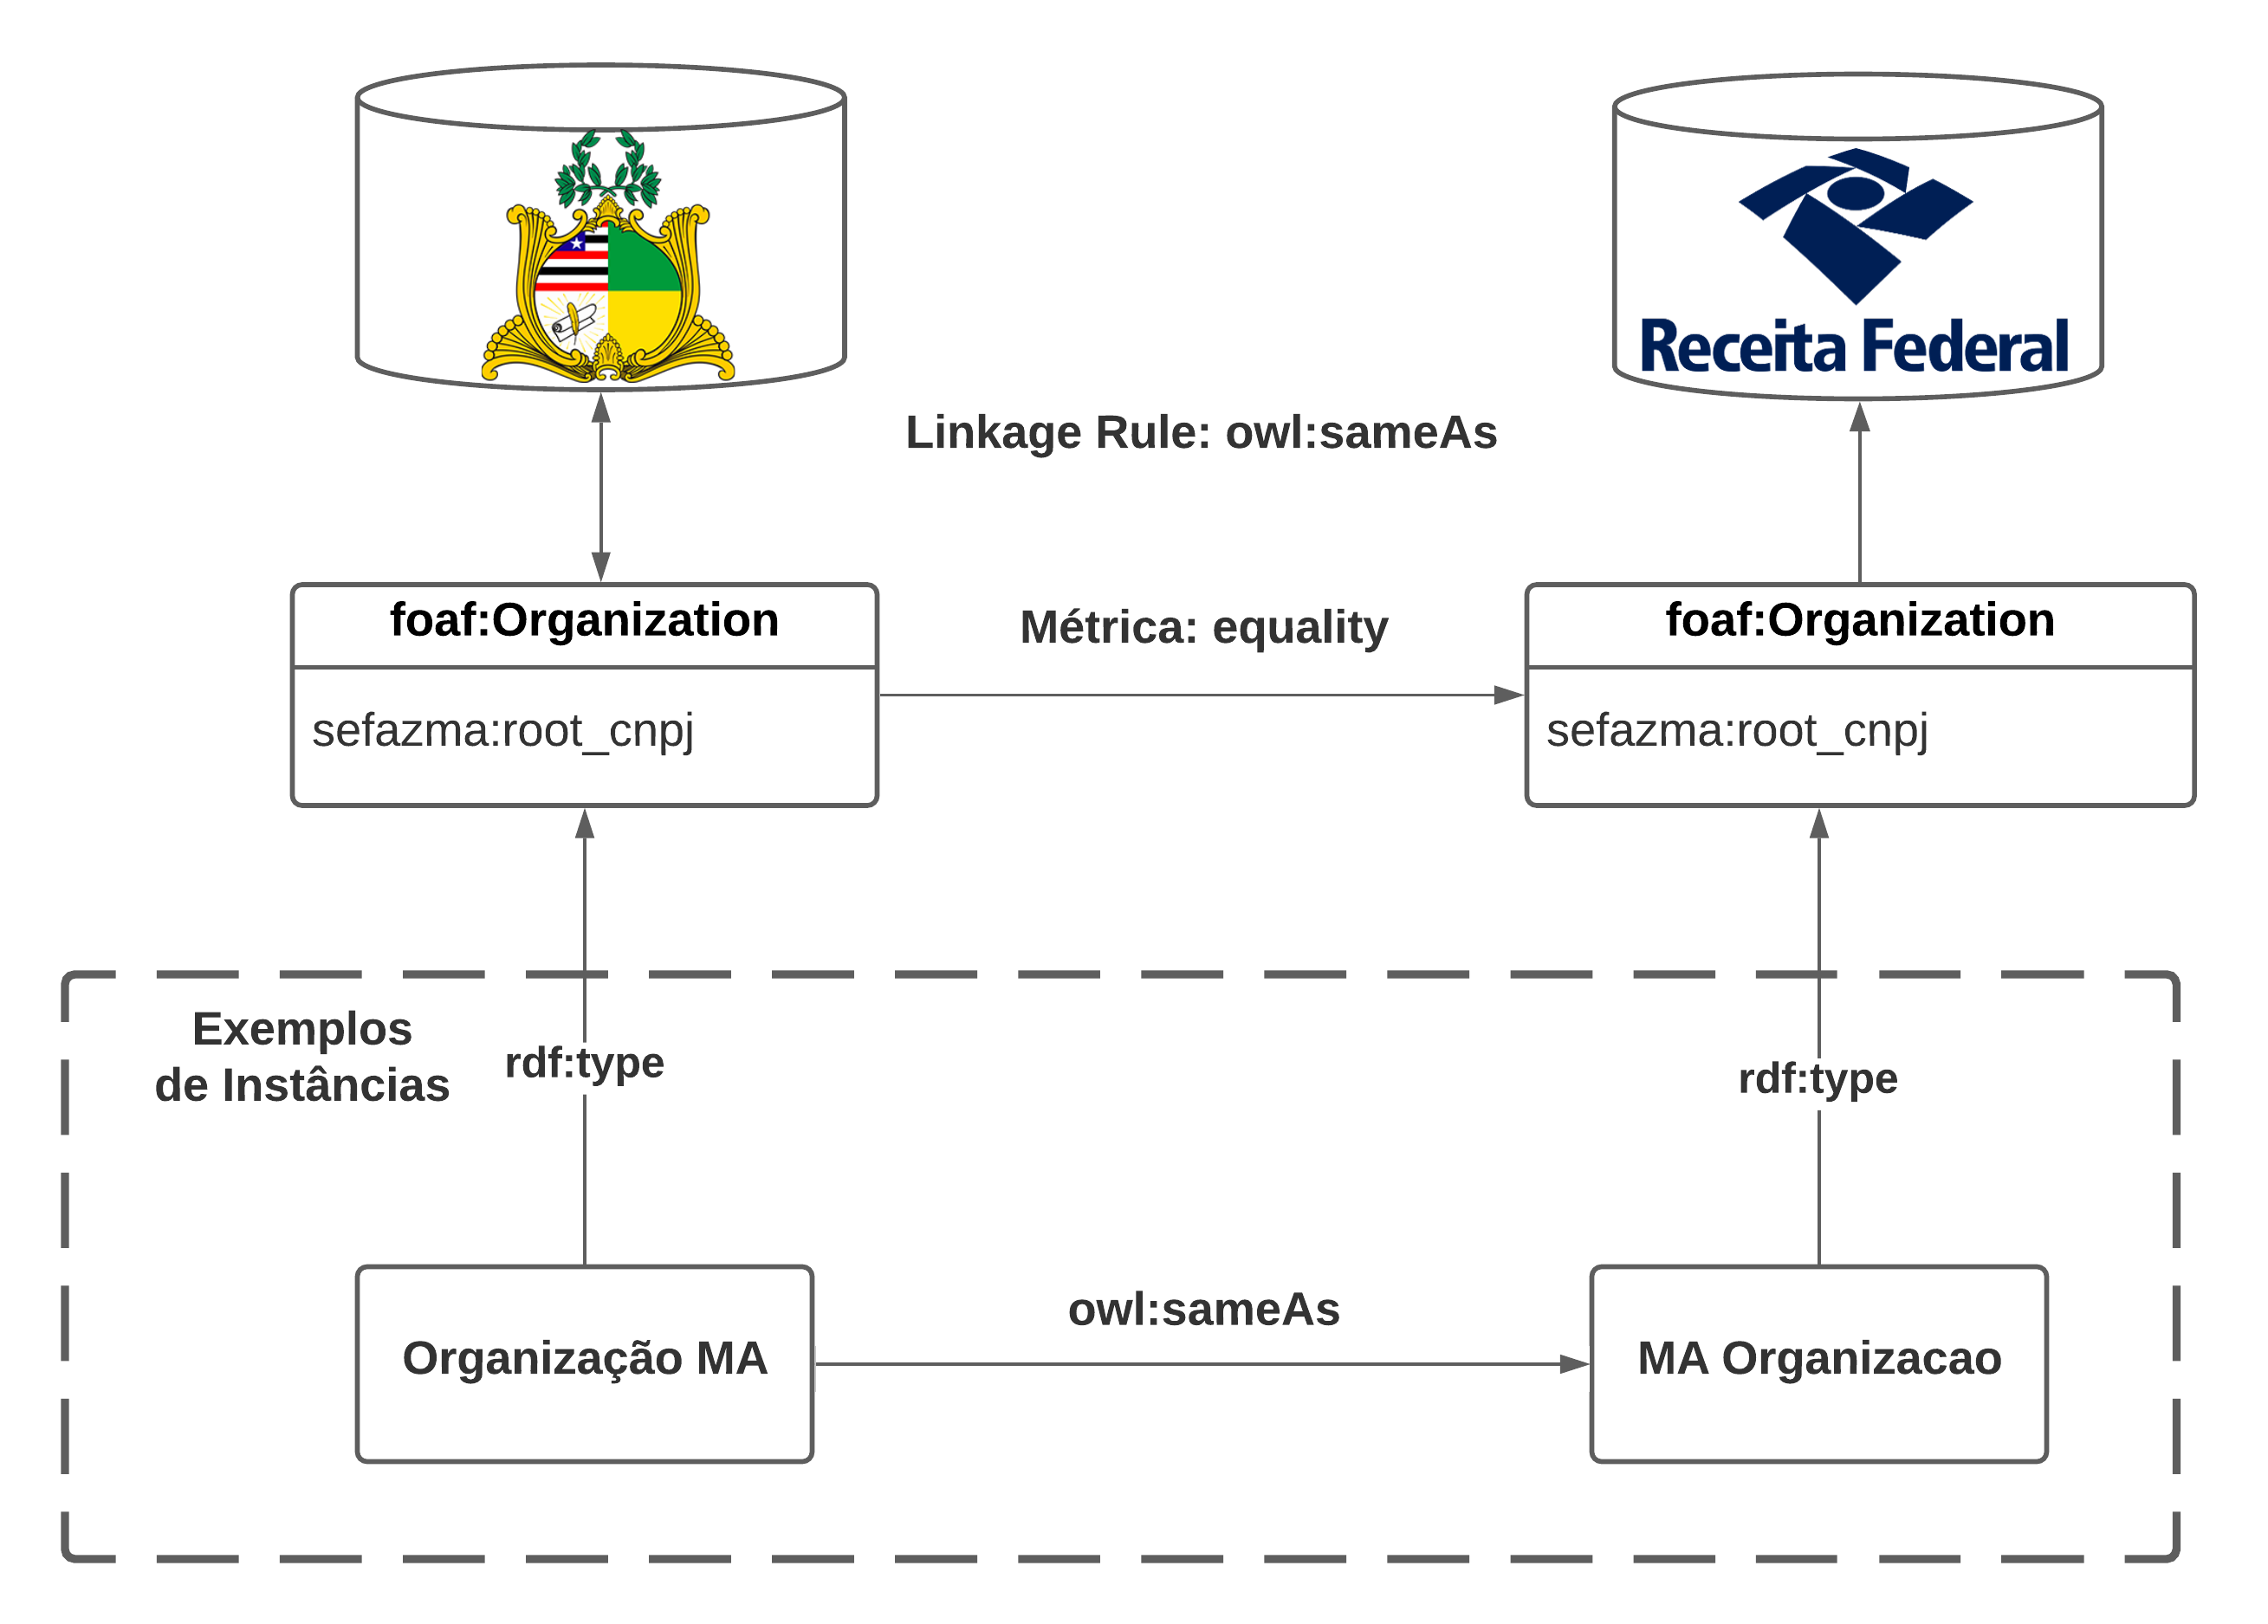 Receita Federal
Linkage Rule: owl:sameAs
foaf:Organization
sefazma:root_cnpj
Métrica: equality
foaf:Organization
sefazma:root_cnpj
Exemplos
de Instâncias
rdf:type
rdf:type
Organização MA
owl:sameAs
MA Organizacao